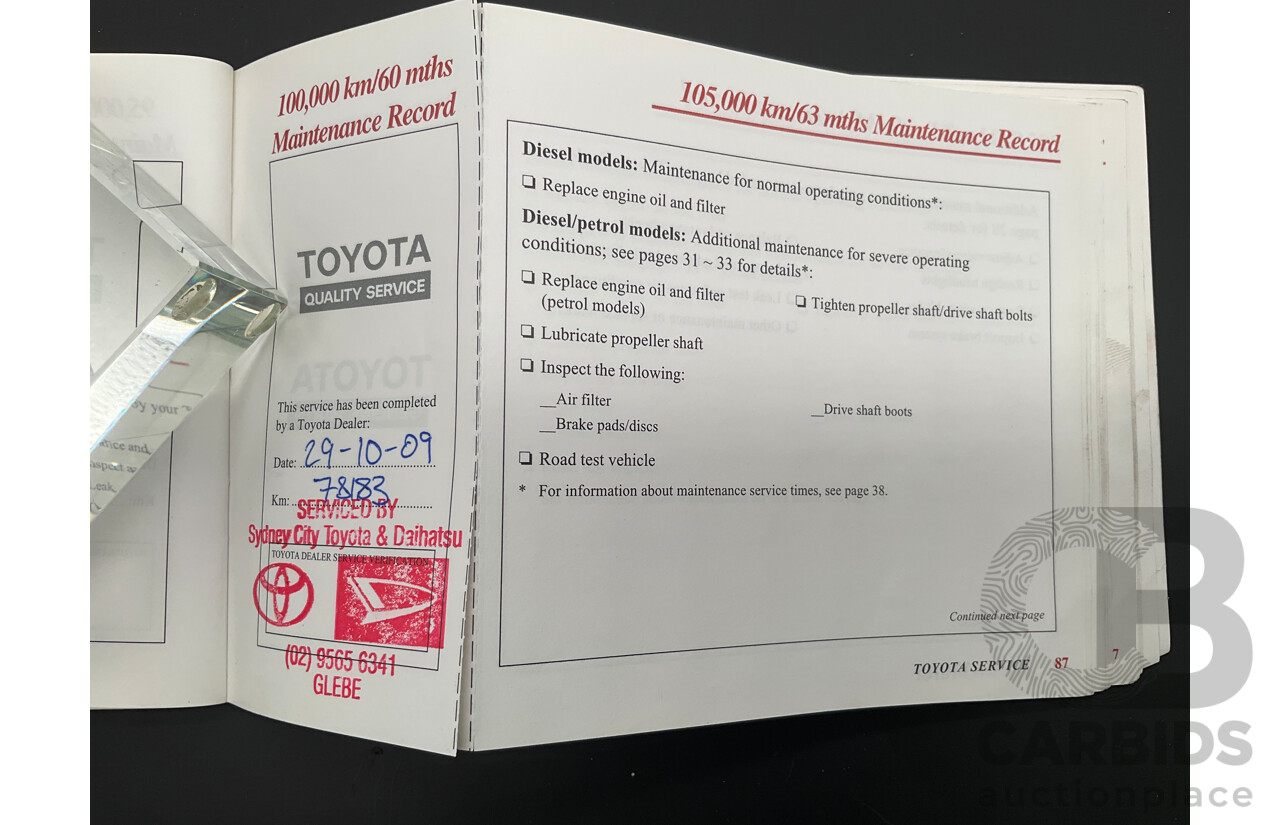 100,000 km/60 mths
Maintenance Record
TOYOTA
QUALITY SERVICE
This service has been completed
by a Toyota Dealer:
Date: 29-10-09
Km: 78183
SERVICED BY
Sydney City Toyota & Daihatsu
TOYOTA DEALER SERVICE VERIFICATION
(02) 9565 6341
GLEBE
105,000 km/63 mths Maintenance Record
Diesel models: Maintenance for normal operating conditions*:
Replace engine oil and filter
Diesel/petrol models: Additional maintenance for severe operating
conditions; see pages 31 ~ 33 for details*:
Replace engine oil and filter
(petrol models)
Tighten propeller shaft/drive shaft bolts
Lubricate propeller shaft
Inspect the following:
__Air filter
__Drive shaft boots
__Brake pads/discs
Road test vehicle
* For information about maintenance service times, see page 38.
Continued next page
TOYOTA SERVICE 87
7
by your
and
CB
CARBIDS
auctionplace